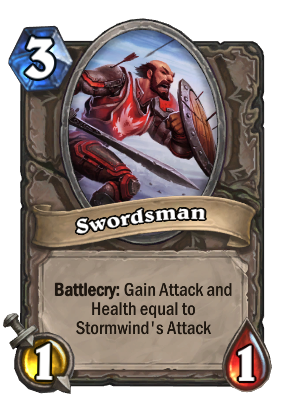 3
Swordsman
Battlecry: Gain Attack and
Health equal to
Stormwind's Attack
1 1